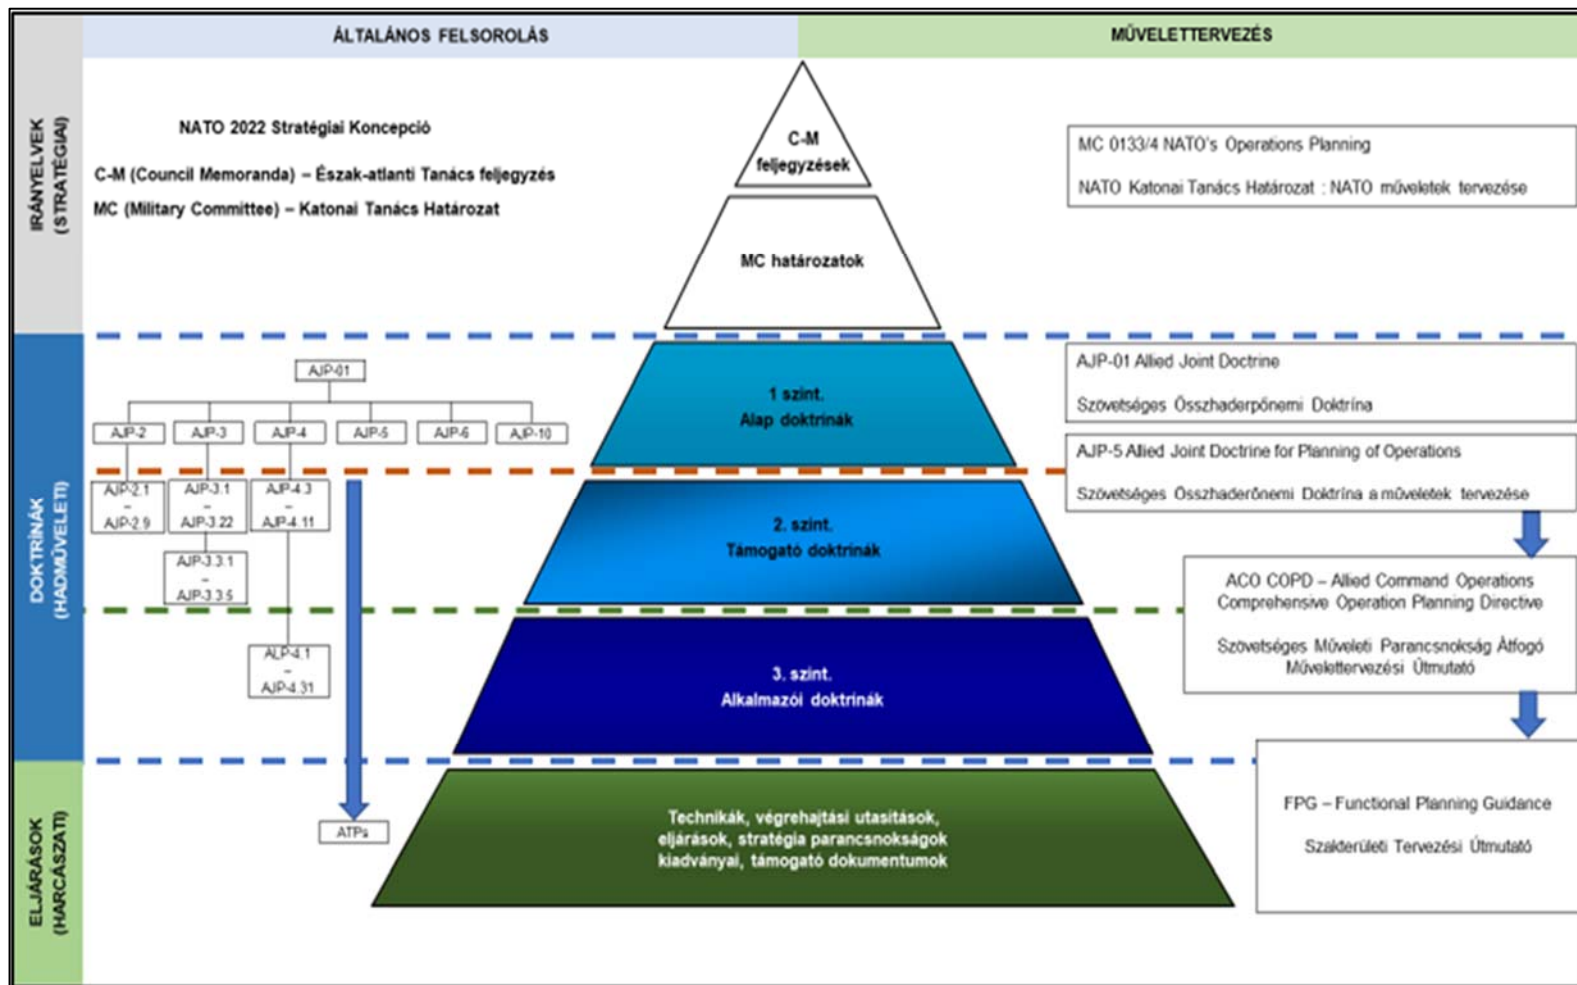 ÁLTALÁNOS FELSOROLÁS
MŰVELETTERVEZÉS
IRÁNYELVEK
(STRATÉGIAI)
NATO 2022 Stratégiai Koncepció
C-M (Council Memoranda) – Észak-atlanti Tanács feljegyzés
MC (Military Committee) – Katonai Tanács Határozat
C-M
feljegyzések
MC határozatok
MC 0133/4 NATO's Operations Planning
NATO Katonai Tanács Határozat : NATO műveletek tervezése
DOKTRÍNÁK
(HADMŰVELETI)
AJP-01
AJP-2
AJP-3
AJP-4
AJP-5
AJP-6
AJP-10
AJP-2.1
–
AJP-2.9
AJP-3.1
–
AJP-3.22
AJP-4.3
–
AJP-4.11
AJP-3.3.1
–
AJP-3.3.5
ALP-4.1
–
AJP-4.31
1 szint.
Alap doktrínák
2. szint.
Támogató doktrínák
3. szint.
Alkalmazói doktrínák
AJP-01 Allied Joint Doctrine
Szövetséges Összhaderpőnemi Doktrína
AJP-5 Allied Joint Doctrine for Planning of Operations
Szövetséges Összhaderőnemi Doktrína a műveletek tervezése
ACO COPD – Allied Command Operations
Comprehensive Operation Planning Directive
Szövetséges Műveleti Parancsnokság Átfogó
Művelettervezési Útmutató
ELJÁRÁSOK
(HARCÁSZATI)
ATPs
Technikák, végrehajtási utasítások,
eljárások, stratégia parancsnokságok
kiadványai, támogató dokumentumok
FPG – Functional Planning Guidance
Szakterületi Tervezési Útmutató